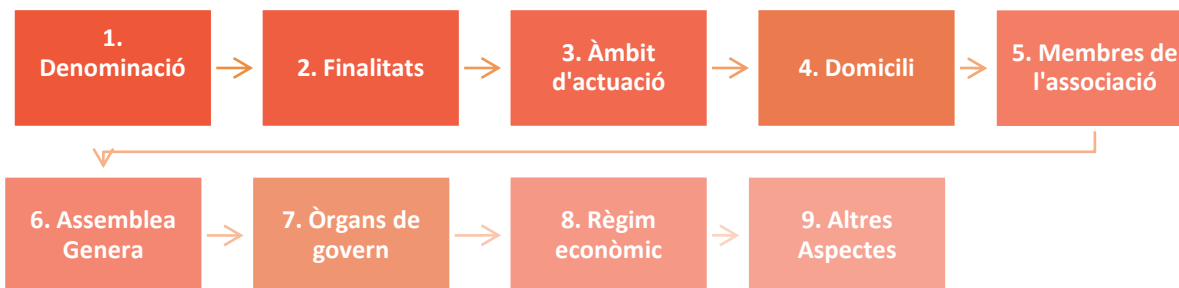 1.
Denominació
2. Finalitats
3. Àmbit
d'actuació
4. Domicili
5. Membres de
l'associació
6. Assemblea
Genera
7. Òrgans de
govern
8. Règim
econòmic
9. Altres
Aspectes